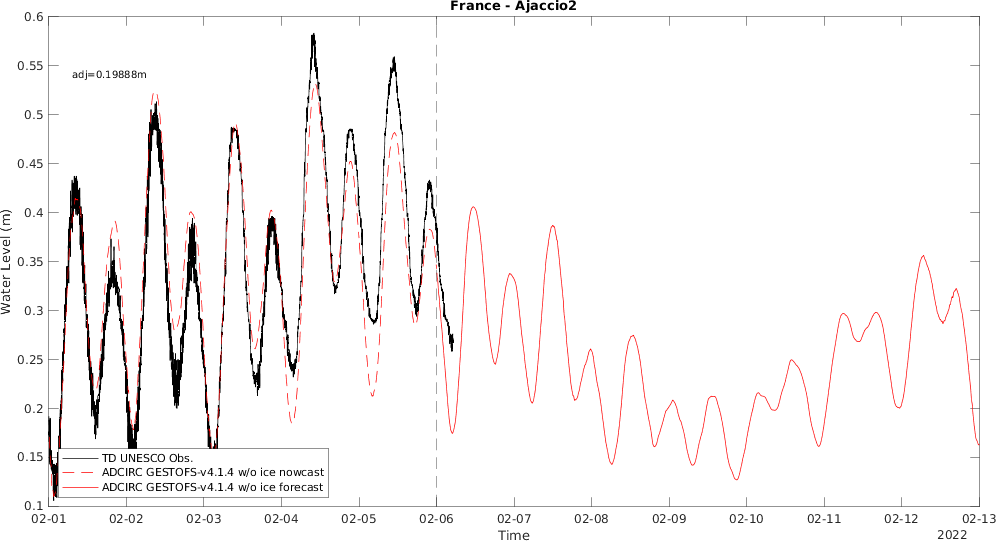 France - Ajaccio2
0.6
0.55
adj=0.19888m
0.5
0.45
0.4
0.35
0.3
0.25
0.2
0.15
0.1
Water Level (m)
TD UNESCO Obs.
ADCIRC GESTOFS-v4.1.4 w/o ice nowcast
ADCIRC GESTOFS-v4.1.4 w/o ice forecast
02-01 02-02 02-03 02-04 02-05 02-06 02-07 02-08 02-09 02-10 02-11 02-12 02-13
Time
2022